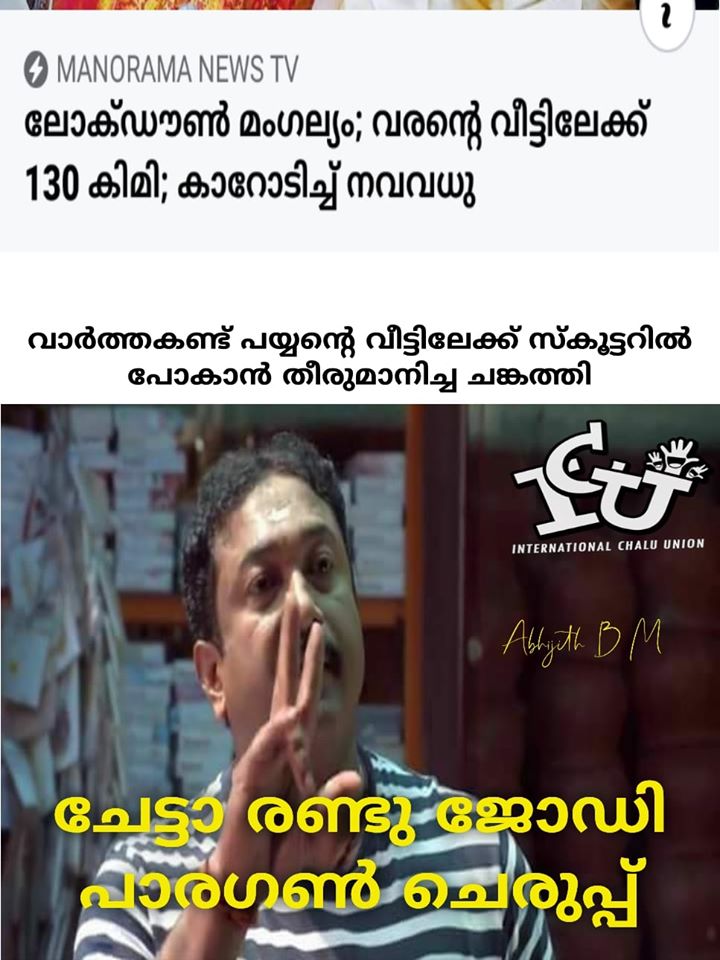 MANORAMA NEWS TV
ലോക്ഡൗൺ മംഗല്യം; വരന്റെ വീട്ടിലേക്ക്
130 കിമി; കാറോടിച്ച് നവവധു
വാർത്തകണ്ട് പയ്യന്റെ വീട്ടിലേക്ക് സ്കൂട്ടറിൽ
പോകാൻ തീരുമാനിച്ച ചങ്കത്തി
ICU
INTERNATIONAL CHALU UNION
Abhijith B M
ചേട്ടാ രണ്ടു ജോഡി
പാരഗൺ ചെരുപ്പ്